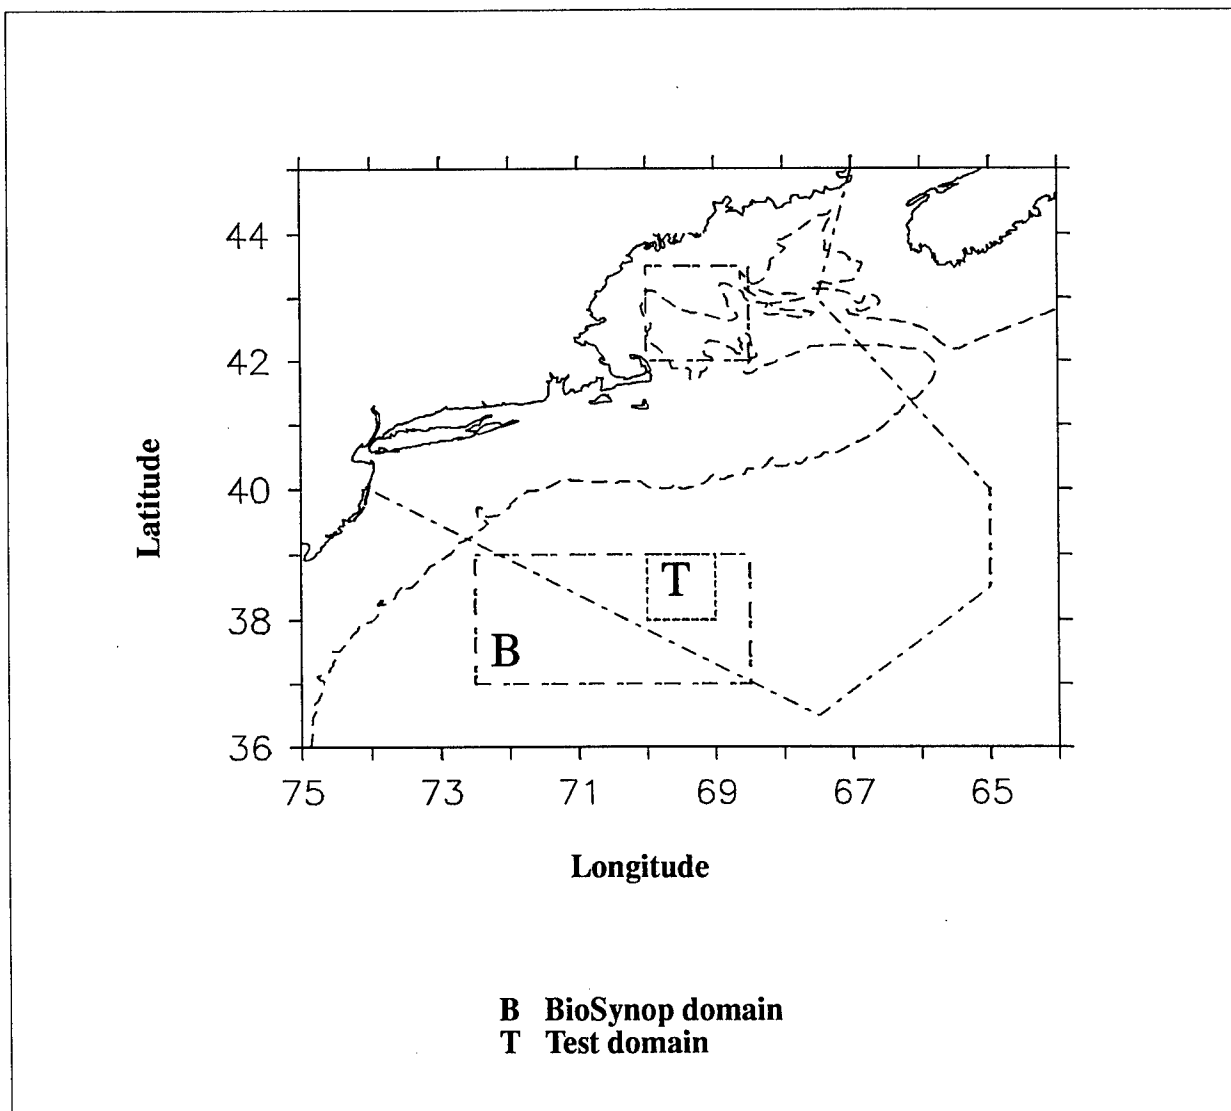 44
42
40
38
36
Latitude
T
B
75 73 71 69 67 65
Longitude
B BioSynop domain
T Test domain